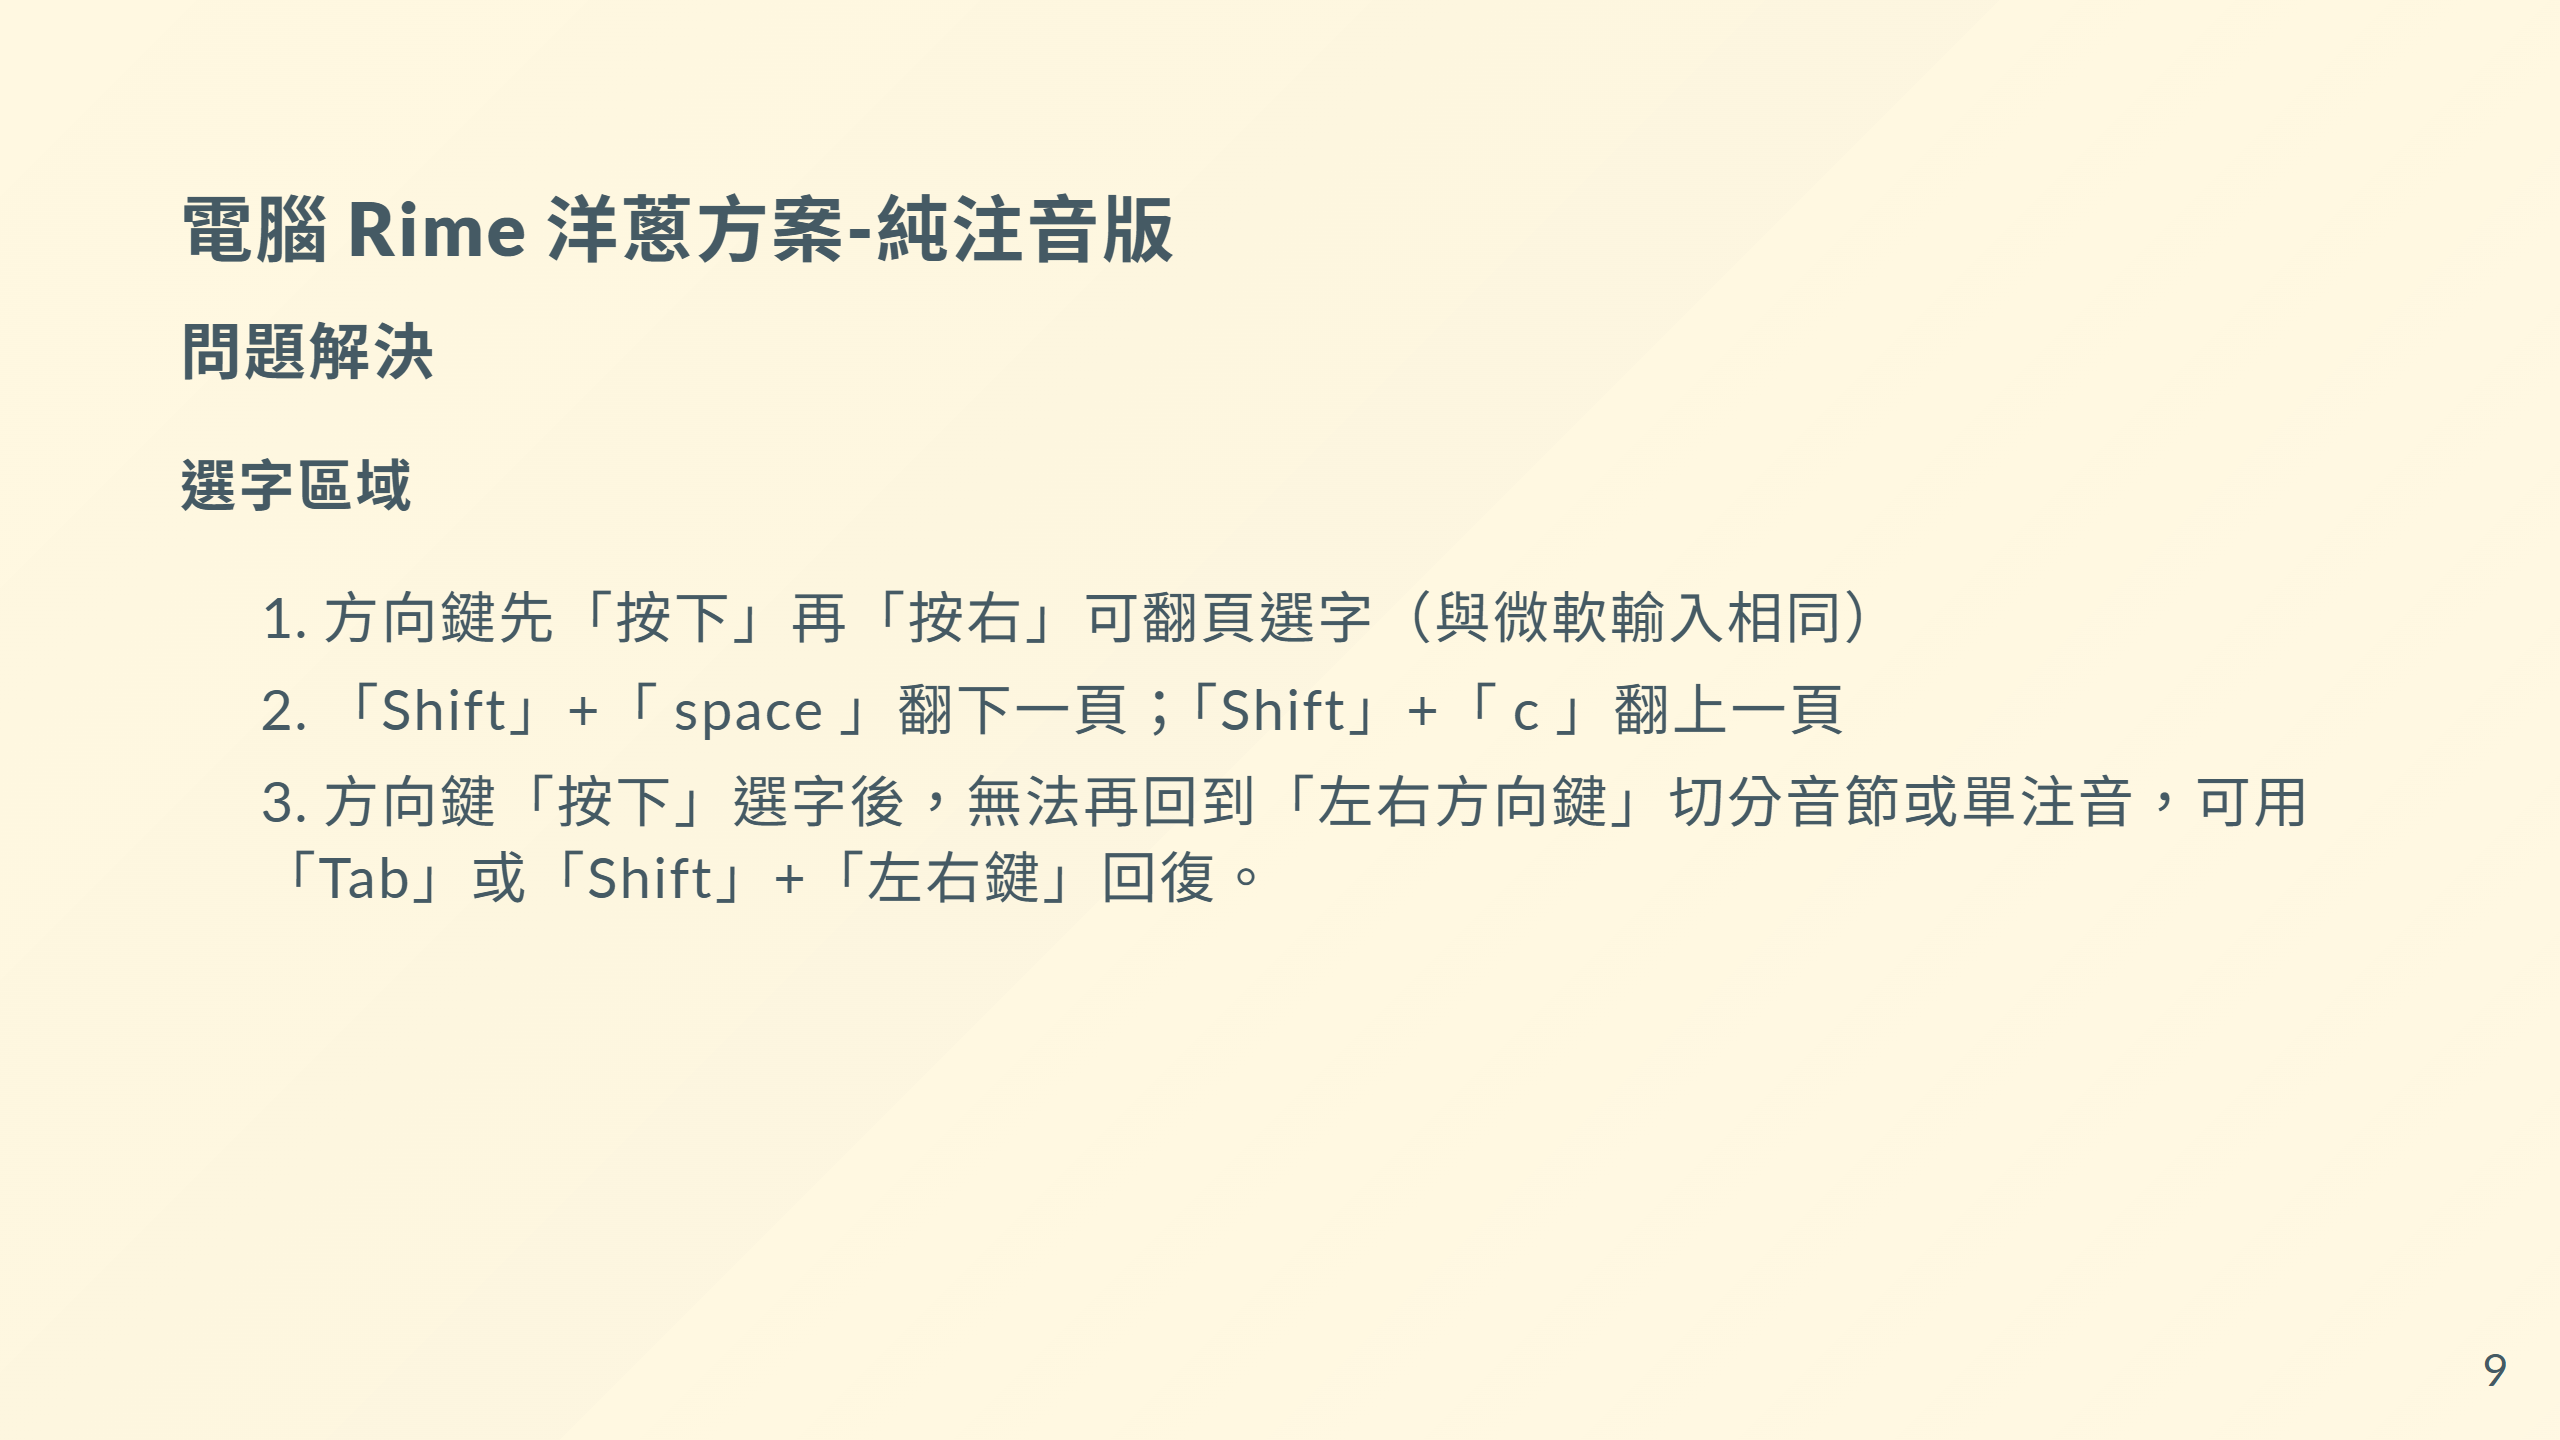 電腦 Rime 洋蔥方案-純注音版
問題解決
選字區域
1. 方向鍵先「按下」再「按右」可翻頁選字（與微軟輸入相同）
2. 「Shift」+「 space 」翻下一頁；「Shift」+「 c 」翻上一頁
3. 方向鍵「按下」選字後，無法再回到「左右方向鍵」切分音節或單注音，可用
「Tab」或「Shift」+「左右鍵」回復。
9